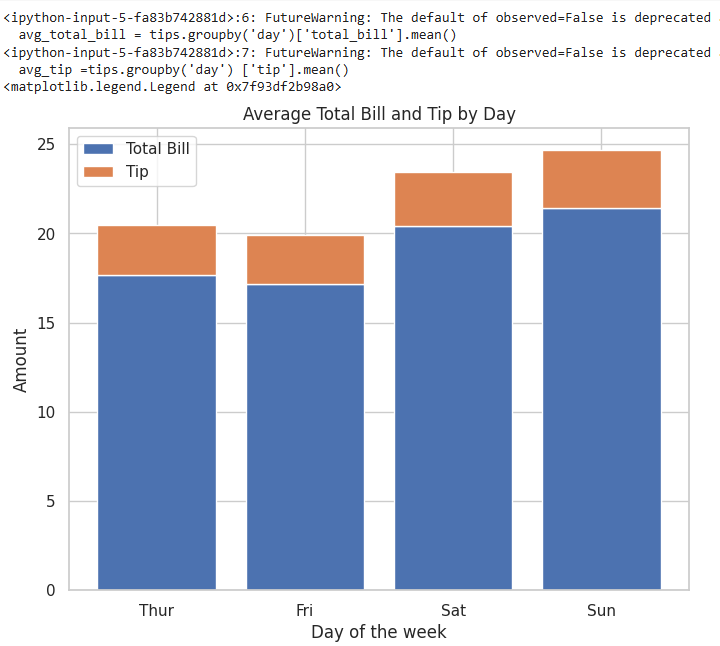 <ipython-input-5-fa83b742881d>:6: FutureWarning: The default of observed=False is deprecated
  avg_total_bill = tips.groupby('day')['total_bill'].mean()
<ipython-input-5-fa83b742881d>:7: FutureWarning: The default of observed=False is deprecated
  avg_tip =tips.groupby('day') ['tip'].mean()
<matplotlib.legend.Legend at 0x7f93df2b98a0>
Average Total Bill and Tip by Day
Total Bill
Tip
25
20
15
10
5
0
Amount
Thur Fri Sat Sun
Day of the week